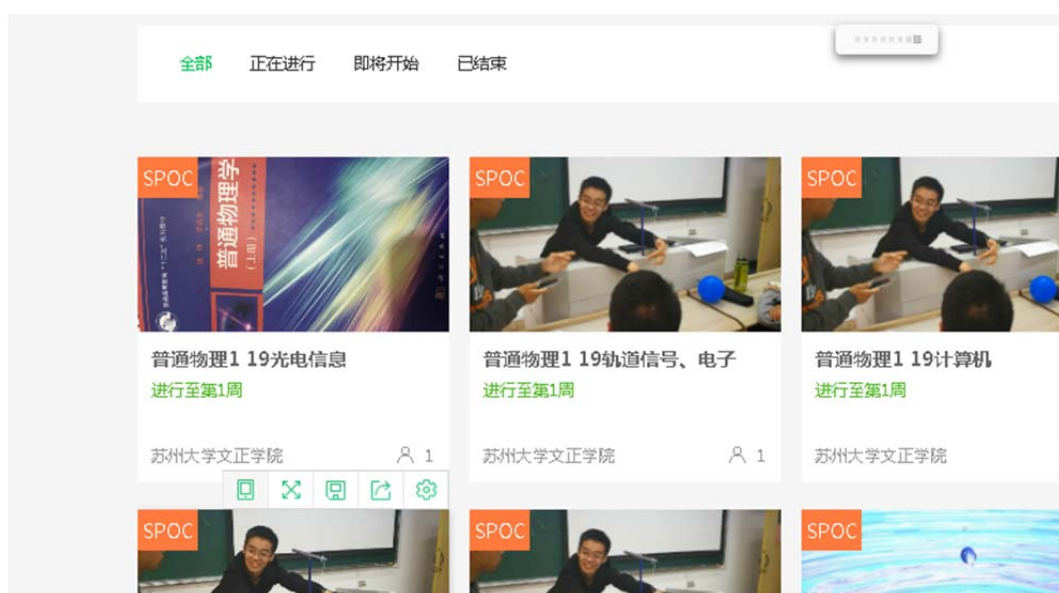 全部 正在进行 即将开始 已结束
SPOC SPOC SPOC
普通物理学
(上册)
普通物理1 19光电信息 普通物理1 19轨道信号、电子 普通物理1 19计算机
进行至第1周 进行至第1周 进行至第1周
苏州大学文正学院 1 苏州大学文正学院 1 苏州大学文正学院
SPOC SPOC SPOC